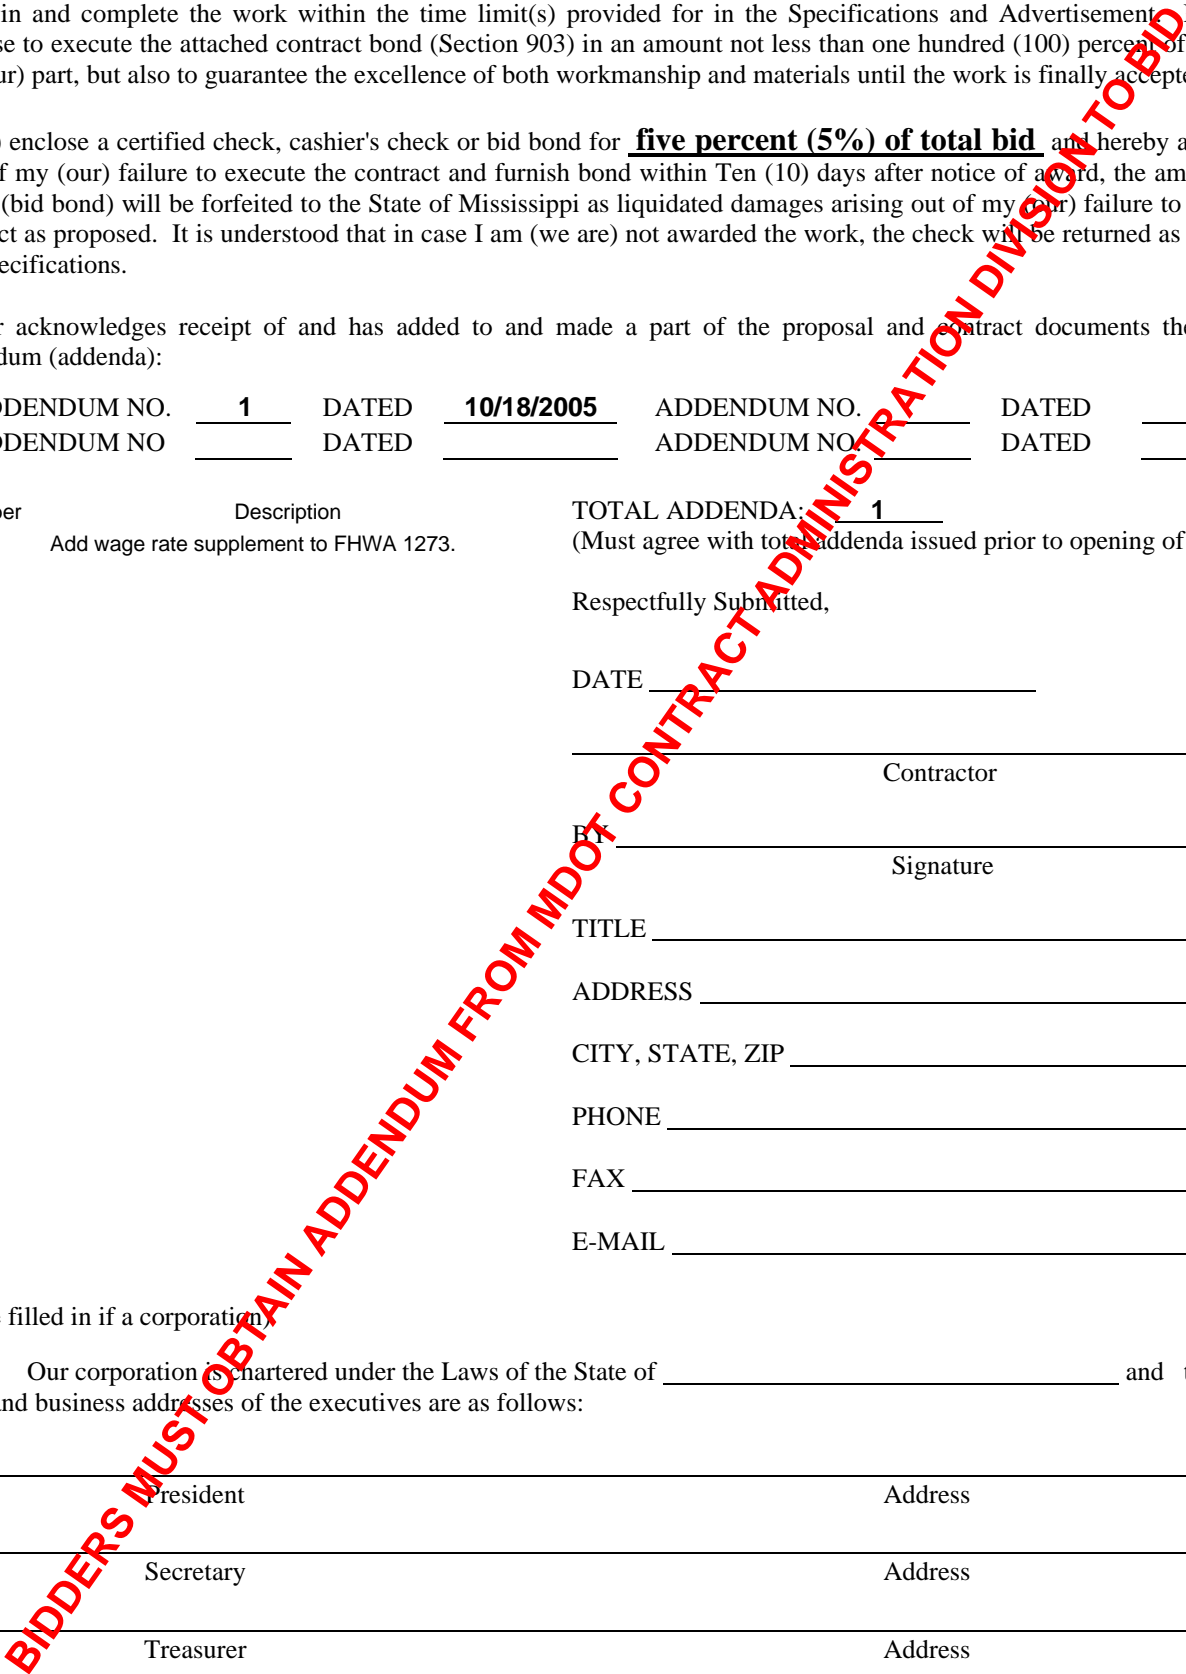 in and complete the work within the time limit(s) provided for in the Specifications and Advertisement.
se to execute the attached contract bond (Section 903) in an amount not less than one hundred (100) percent of
ur) part, but also to guarantee the excellence of both workmanship and materials until the work is finally accepte
) enclose a certified check, cashier's check or bid bond for five percent (5%) of total bid and hereby a
f my (our) failure to execute the contract and furnish bond within Ten (10) days after notice of award, the am
(bid bond) will be forfeited to the State of Mississippi as liquidated damages arising out of my (our) failure to
ct as proposed. It is understood that in case I am (we are) not awarded the work, the check will be returned as
ecifications.
r acknowledges receipt of and has added to and made a part of the proposal and contract documents the
dum (addenda):
DDENDUM NO. 1 DATED 10/18/2005 ADDENDUM NO. DATED
DDENDUM NO DATED ADDENDUM NO. DATED
ber Description TOTAL ADDENDA: 1
Add wage rate supplement to FHWA 1273. (Must agree with total addenda issued prior to opening of
Respectfully Submitted,
DATE
Contractor
BY
Signature
TITLE
ADDRESS
CITY, STATE, ZIP
PHONE
FAX
E-MAIL
filled in if a corporation)
Our corporation is chartered under the Laws of the State of and t
and business addresses of the executives are as follows:
President Address
Secretary Address
Treasurer Address
BIDDERS MUST OBTAIN ADDENDUM FROM MDOT CONTRACT ADMINISTRATION DIVISION TO BID